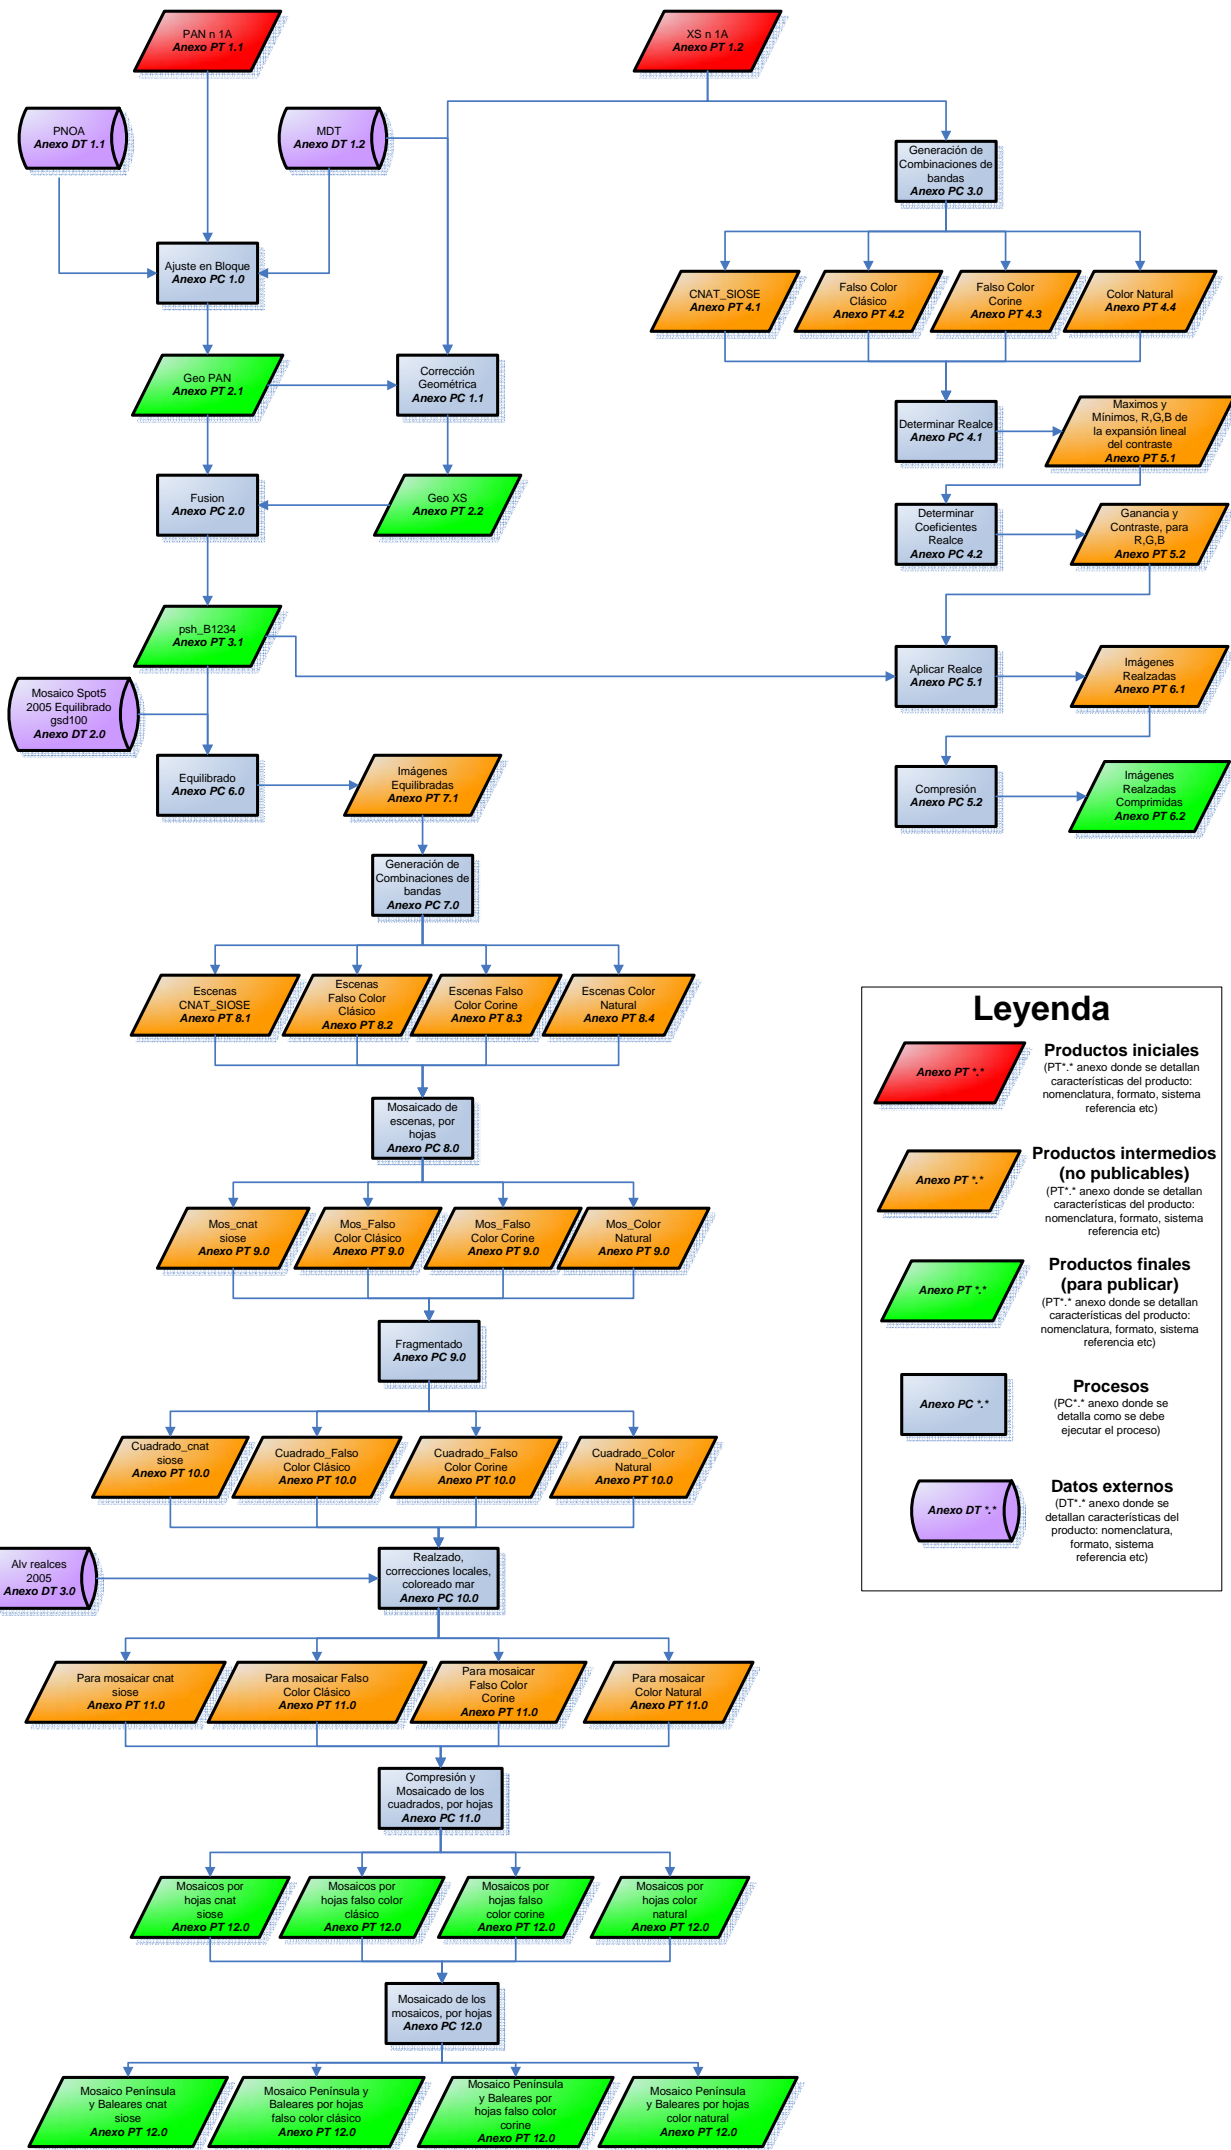 PAN n 1A
Anexo PT 1.1
XS n 1A
Anexo PT 1.2
PNOA
Anexo DT 1.1
MDT
Anexo DT 1.2
Generación de
Combinaciones de
bandas
Anexo PC 3.0
Ajuste en Bloque
Anexo PC 1.0
CNAT_SIOSE
Anexo PT 4.1
Falso Color
Clásico
Anexo PT 4.2
Falso Color
Corine
Anexo PT 4.3
Color Natural
Anexo PT 4.4
Geo PAN
Anexo PT 2.1
Corrección
Geométrica
Anexo PC 1.1
Determinar Realce
Anexo PC 4.1
Maximos y
Mínimos, R,G,B de
la expansión lineal
del contraste
Anexo PT 5.1
Fusion
Anexo PC 2.0
Geo XS
Anexo PT 2.2
Determinar
Coeficientes
Realce
Anexo PC 4.2
Ganancia y
Contraste, para
R,G,B
Anexo PT 5.2
psh_B1234
Anexo PT 3.1
Aplicar Realce
Anexo PC 5.1
Imágenes
Realzadas
Anexo PT 6.1
Mosaico Spot5
2005 Equilibrado
gsd100
Anexo DT 2.0
Equilibrado
Anexo PC 6.0
Imágenes
Equilibradas
Anexo PT 7.1
Compresión
Anexo PC 5.2
Imágenes
Realzadas
Comprimidas
Anexo PT 6.2
Generación de
Combinaciones de
bandas
Anexo PC 7.0
Escenas
CNAT_SIOSE
Anexo PT 8.1
Escenas
Falso Color
Clásico
Anexo PT 8.2
Escenas Falso
Color Corine
Anexo PT 8.3
Escenas Color
Natural
Anexo PT 8.4
Mosaicado de
escenas, por
hojas
Anexo PC 8.0
Mos_cnat
siose
Anexo PT 9.0
Mos_Falso
Color Clásico
Anexo PT 9.0
Mos_Falso
Color Corine
Anexo PT 9.0
Mos_Color
Natural
Anexo PT 9.0
Fragmentado
Anexo PC 9.0
Cuadrado_cnat
siose
Anexo PT 10.0
Cuadrado_Falso
Color Clásico
Anexo PT 10.0
Cuadrado_Falso
Color Corine
Anexo PT 10.0
Cuadrado_Color
Natural
Anexo PT 10.0
Alv realces
2005
Anexo DT 3.0
Realzado,
correcciones locales,
coloreado mar
Anexo PC 10.0
Para mosaicar cnat
siose
Anexo PT 11.0
Para mosaicar Falso
Color Clásico
Anexo PT 11.0
Para mosaicar
Falso Color
Corine
Anexo PT 11.0
Para mosaicar
Color Natural
Anexo PT 11.0
Compresión y
Mosaicado de los
cuadrados, por hojas
Anexo PC 11.0
Mosaicos por
hojas cnat
siose
Anexo PT 12.0
Mosaicos por
hojas falso color
clásico
Anexo PT 12.0
Mosaicos por
hojas falso
color corine
Anexo PT 12.0
Mosaicos por
hojas color
natural
Anexo PT 12.0
Mosaicado de los
mosaicos, por hojas
Anexo PC 12.0
Mosaico Península
y Baleares cnat
siose
Anexo PT 12.0
Mosaico Península y
Baleares por hojas
falso color clásico
Anexo PT 12.0
Mosaico Península
y Baleares por
hojas falso color
corine
Anexo PT 12.0
Mosaico Península
y Baleares por hojas
color natural
Anexo PT 12.0
Leyenda
Anexo PT *.*
Productos iniciales
(PT*.* anexo donde se detallan
características del producto:
nomenclatura, formato, sistema
referencia etc)
Anexo PT *.*
Productos intermedios
(no publicables)
(PT*.* anexo donde se detallan
características del producto:
nomenclatura, formato, sistema
referencia etc)
Anexo PT *.*
Productos finales
(para publicar)
(PT*.* anexo donde se detallan
características del producto:
nomenclatura, formato, sistema
referencia etc)
Anexo PC *.*
Procesos
(PC*.* anexo donde se
detalla como se debe
ejecutar el proceso)
Anexo DT *.*
Datos externos
(DT*.* anexo donde se
detallan características del
producto: nomenclatura,
formato, sistema
referencia etc)